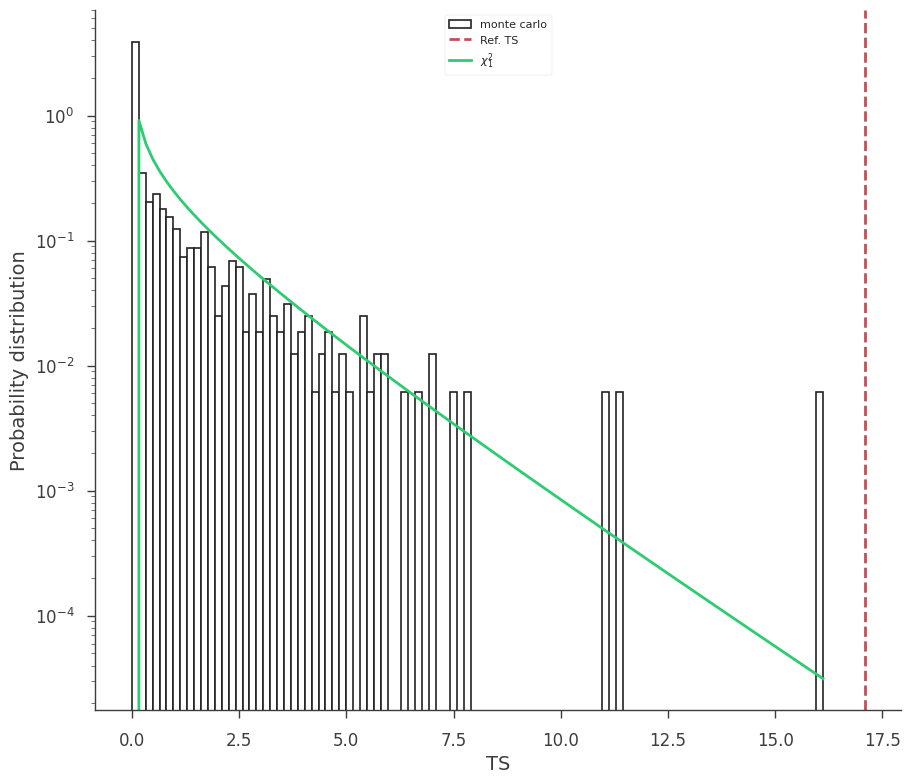 monte carlo
Ref. TS
χ²₁
Probability distribution
10⁰
10⁻¹
10⁻²
10⁻³
10⁻⁴
0.0 2.5 5.0 7.5 10.0 12.5 15.0 17.5
TS